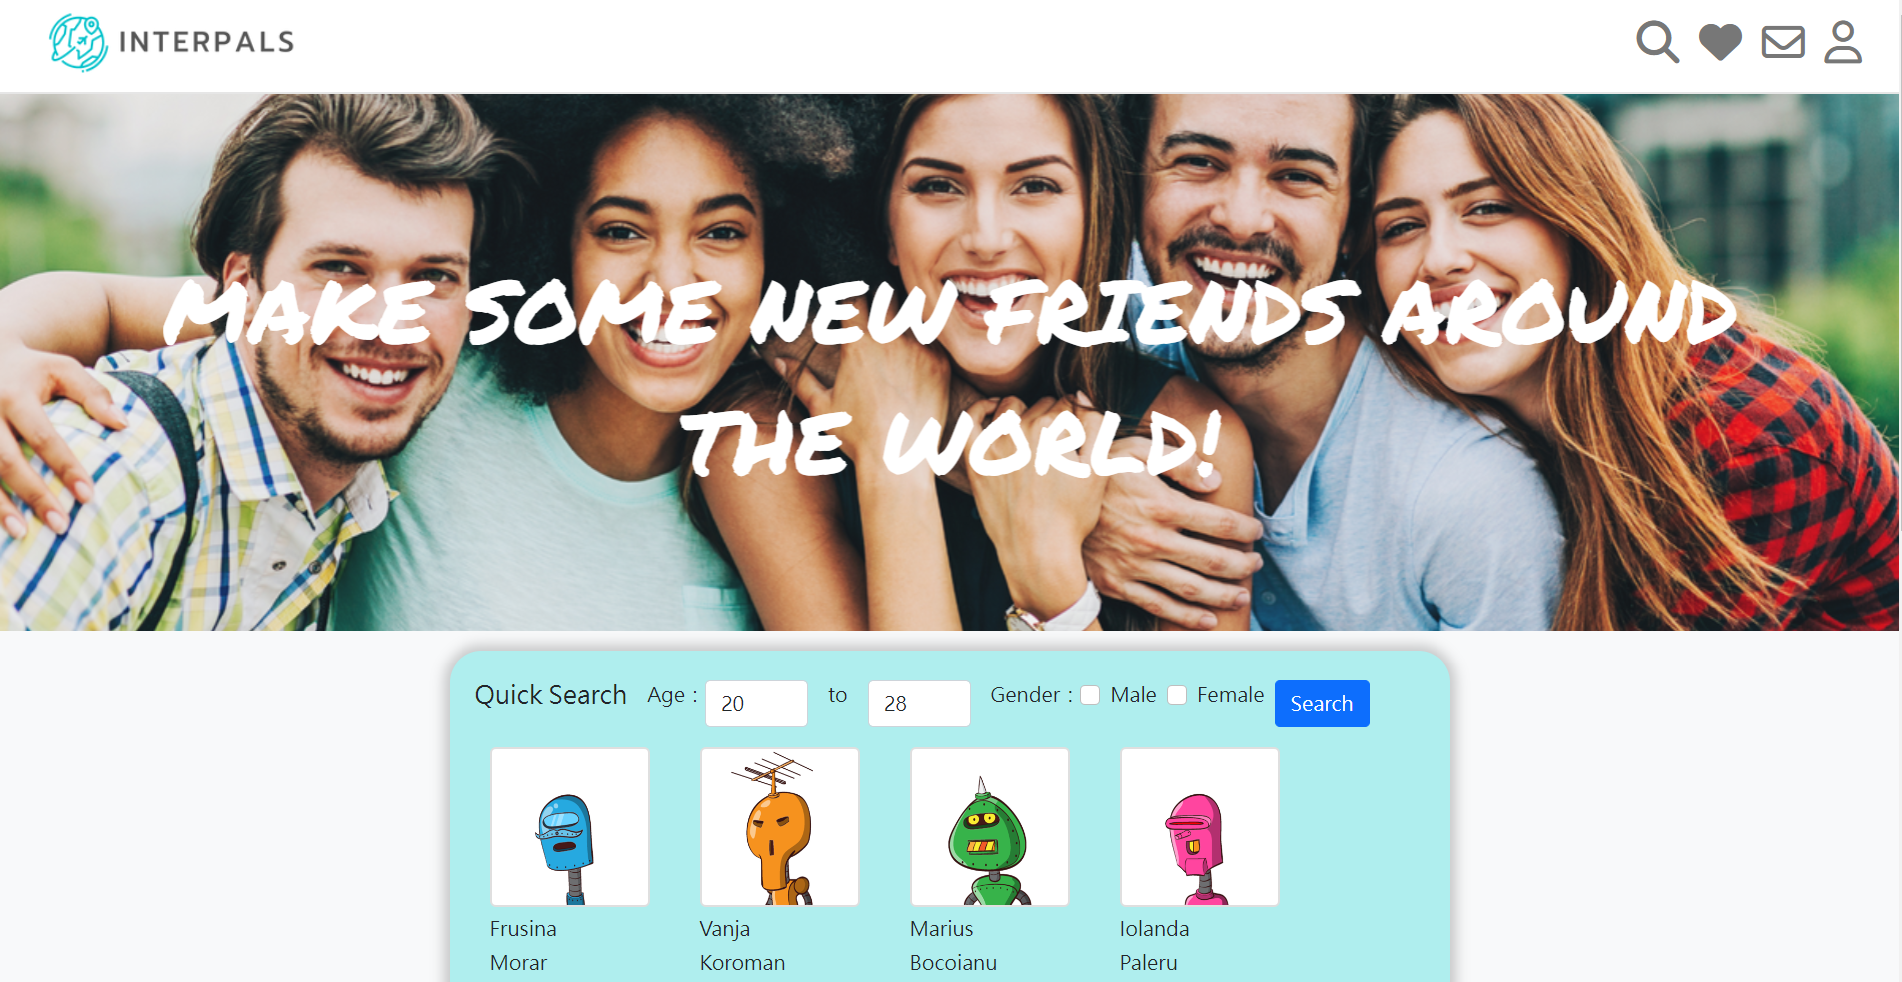 INTERPALS
MAKE SOME NEW FRIENDS AROUND
THE WORLD!
Quick Search Age : 20 to 28 Gender : Male Female Search
Frusina Vanja Marius Iolanda
Morar Koroman Bocoianu Paleru